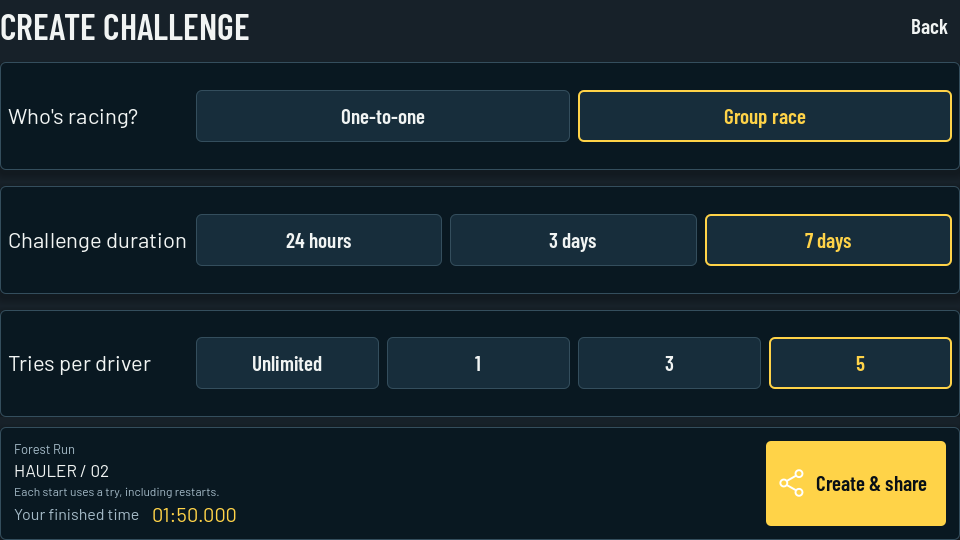 CREATE CHALLENGE
Back
Who's racing?
One-to-one
Group race
Challenge duration
24 hours
3 days
7 days
Tries per driver
Unlimited
1
3
5
Forest Run
HAULER / 02
Each start uses a try, including restarts.
Your finished time 01:50.000
Create & share